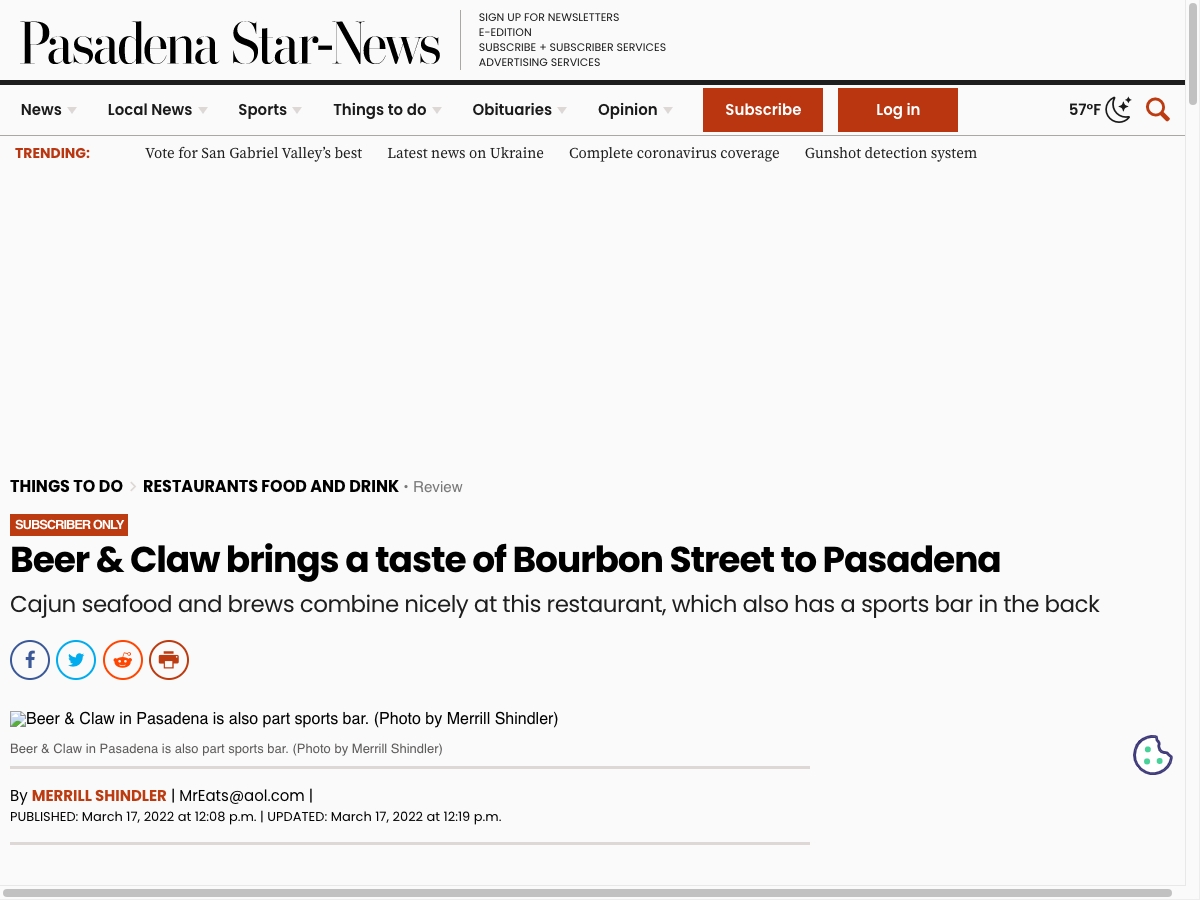 Pasadena Star-News
SIGN UP FOR NEWSLETTERS
E-EDITION
SUBSCRIBE + SUBSCRIBER SERVICES
ADVERTISING SERVICES
News Local News Sports Things to do Obituaries Opinion Subscribe Log in 57°F
TRENDING: Vote for San Gabriel Valley’s best Latest news on Ukraine Complete coronavirus coverage Gunshot detection system
THINGS TO DO > RESTAURANTS FOOD AND DRINK • Review
SUBSCRIBER ONLY
Beer & Claw brings a taste of Bourbon Street to Pasadena
Cajun seafood and brews combine nicely at this restaurant, which also has a sports bar in the back
Beer & Claw in Pasadena is also part sports bar. (Photo by Merrill Shindler)
Beer & Claw in Pasadena is also part sports bar. (Photo by Merrill Shindler)
By MERRILL SHINDLER | MrEats@aol.com |
PUBLISHED: March 17, 2022 at 12:08 p.m. | UPDATED: March 17, 2022 at 12:19 p.m.